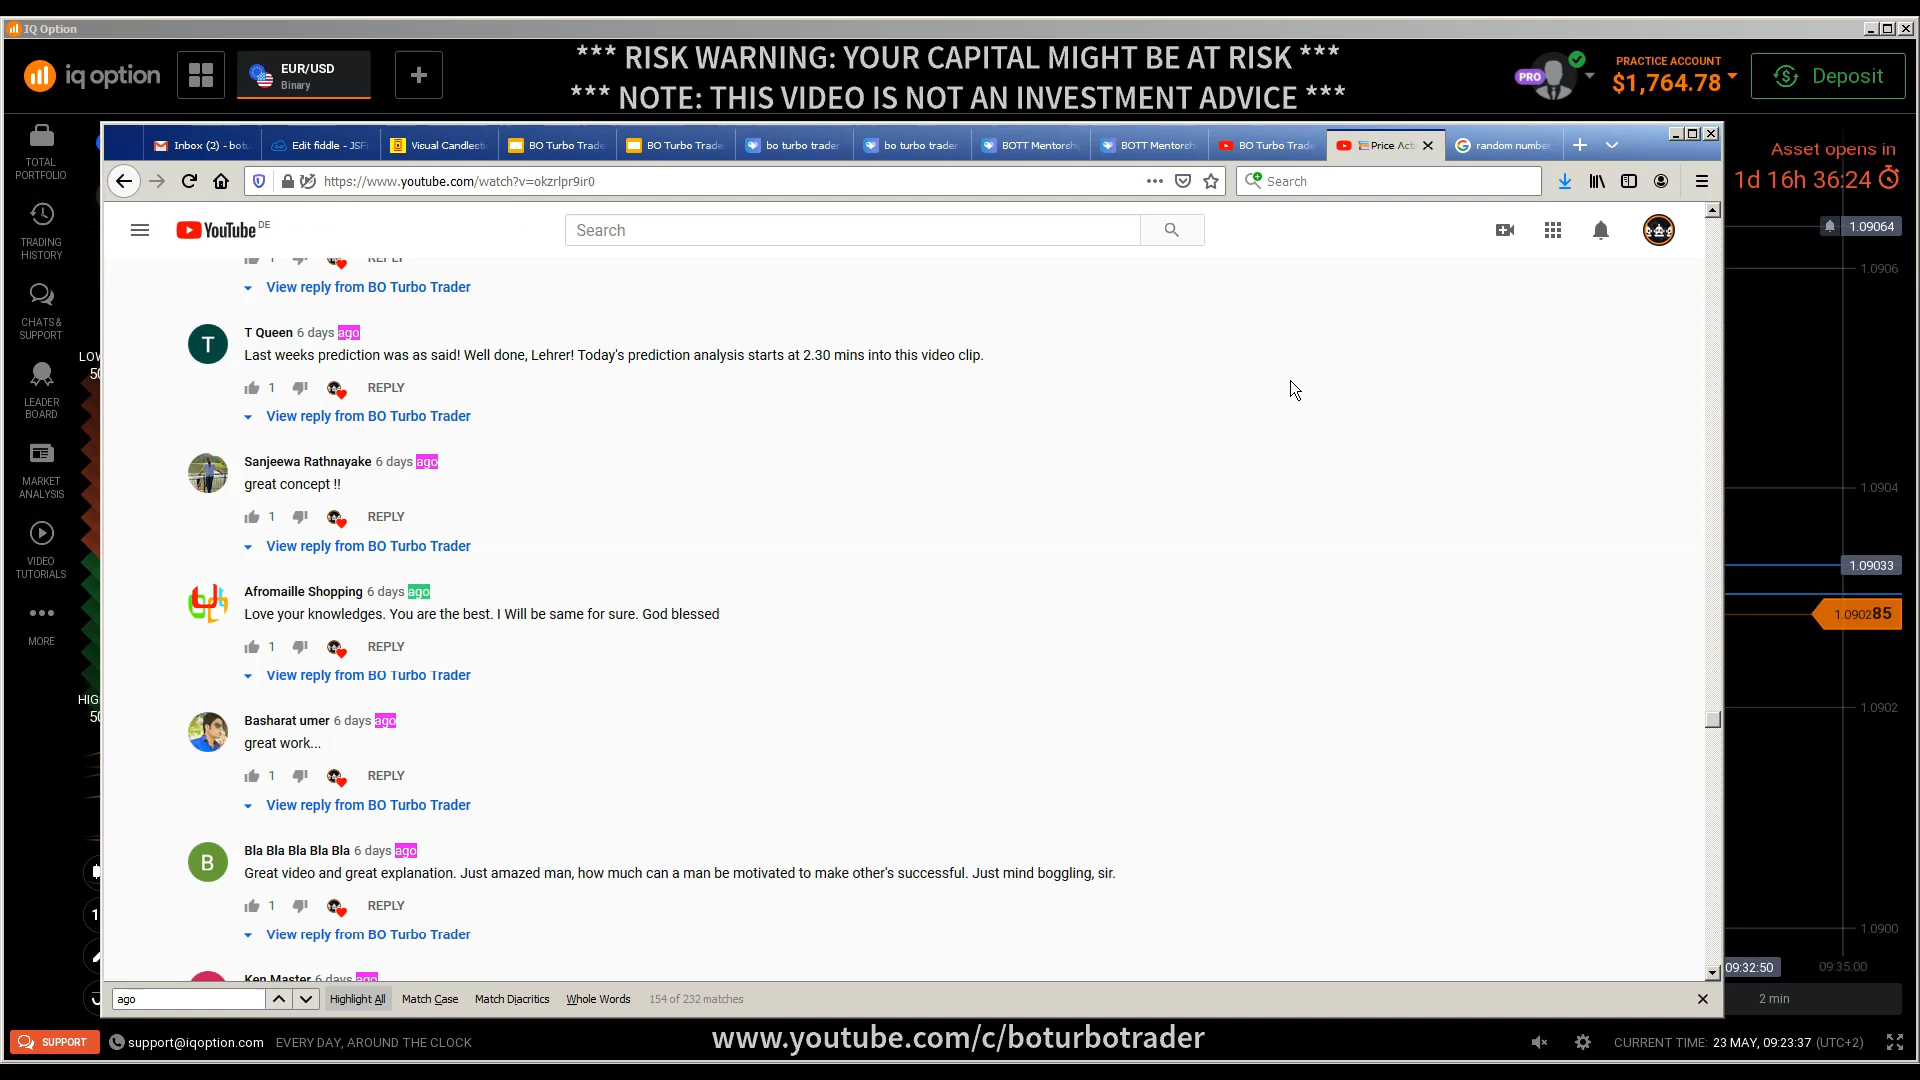 IQ Option
iq option
EUR/USD
Binary
*** RISK WARNING: YOUR CAPITAL MIGHT BE AT RISK ***
*** NOTE: THIS VIDEO IS NOT AN INVESTMENT ADVICE ***
PRO
PRACTICE ACCOUNT
$1,764.78
Deposit
TOTAL
PORTFOLIO
TRADING
HISTORY
CHATS &
SUPPORT
LEADER
BOARD
MARKET
ANALYSIS
VIDEO
TUTORIALS
MORE
LOW
50
HIG
50
Inbox (2) - botu
Edit fiddle - JSFi
Visual Candlesti
BO Turbo Trade
BO Turbo Trade
bo turbo trader
bo turbo trader
BOTT Mentorshi
BOTT Mentorshi
BO Turbo Trade
Price Acti
random number
https://www.youtube.com/watch?v=okzrlpr9ir0
Search
YouTube DE
Search
1 REPLY
View reply from BO Turbo Trader
T
T Queen 6 days ago
Last weeks prediction was as said! Well done, Lehrer! Today's prediction analysis starts at 2.30 mins into this video clip.
1 REPLY
View reply from BO Turbo Trader
Sanjeewa Rathnayake 6 days ago
great concept !!
1 REPLY
View reply from BO Turbo Trader
Afromaille Shopping 6 days ago
Love your knowledges. You are the best. I Will be same for sure. God blessed
1 REPLY
View reply from BO Turbo Trader
Basharat umer 6 days ago
great work...
1 REPLY
View reply from BO Turbo Trader
B
Bla Bla Bla Bla Bla 6 days ago
Great video and great explanation. Just amazed man, how much can a man be motivated to make other's successful. Just mind boggling, sir.
1 REPLY
View reply from BO Turbo Trader
Ken Master 6 days ago
ago
Highlight All
Match Case
Match Diacritics
Whole Words
154 of 232 matches
Asset opens in
1d 16h 36:24
1.09064
1.0906
1.0904
1.09033
1.090285
1.0902
1.0900
09:32:50
09:35:00
2 min
SUPPORT
support@iqoption.com
EVERY DAY, AROUND THE CLOCK
www.youtube.com/c/boturbotrader
CURRENT TIME: 23 MAY, 09:23:37 (UTC+2)